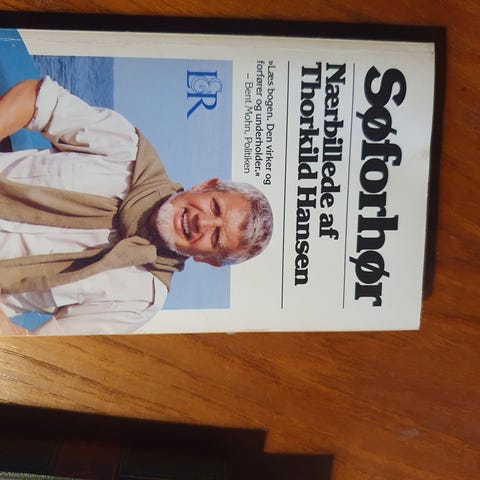 Søforhør
Nærbillede af
Thorkild Hansen
»Læs bogen. Den virker og
forfører og underholder.«
– Bent Mohn, Politiken
L&R